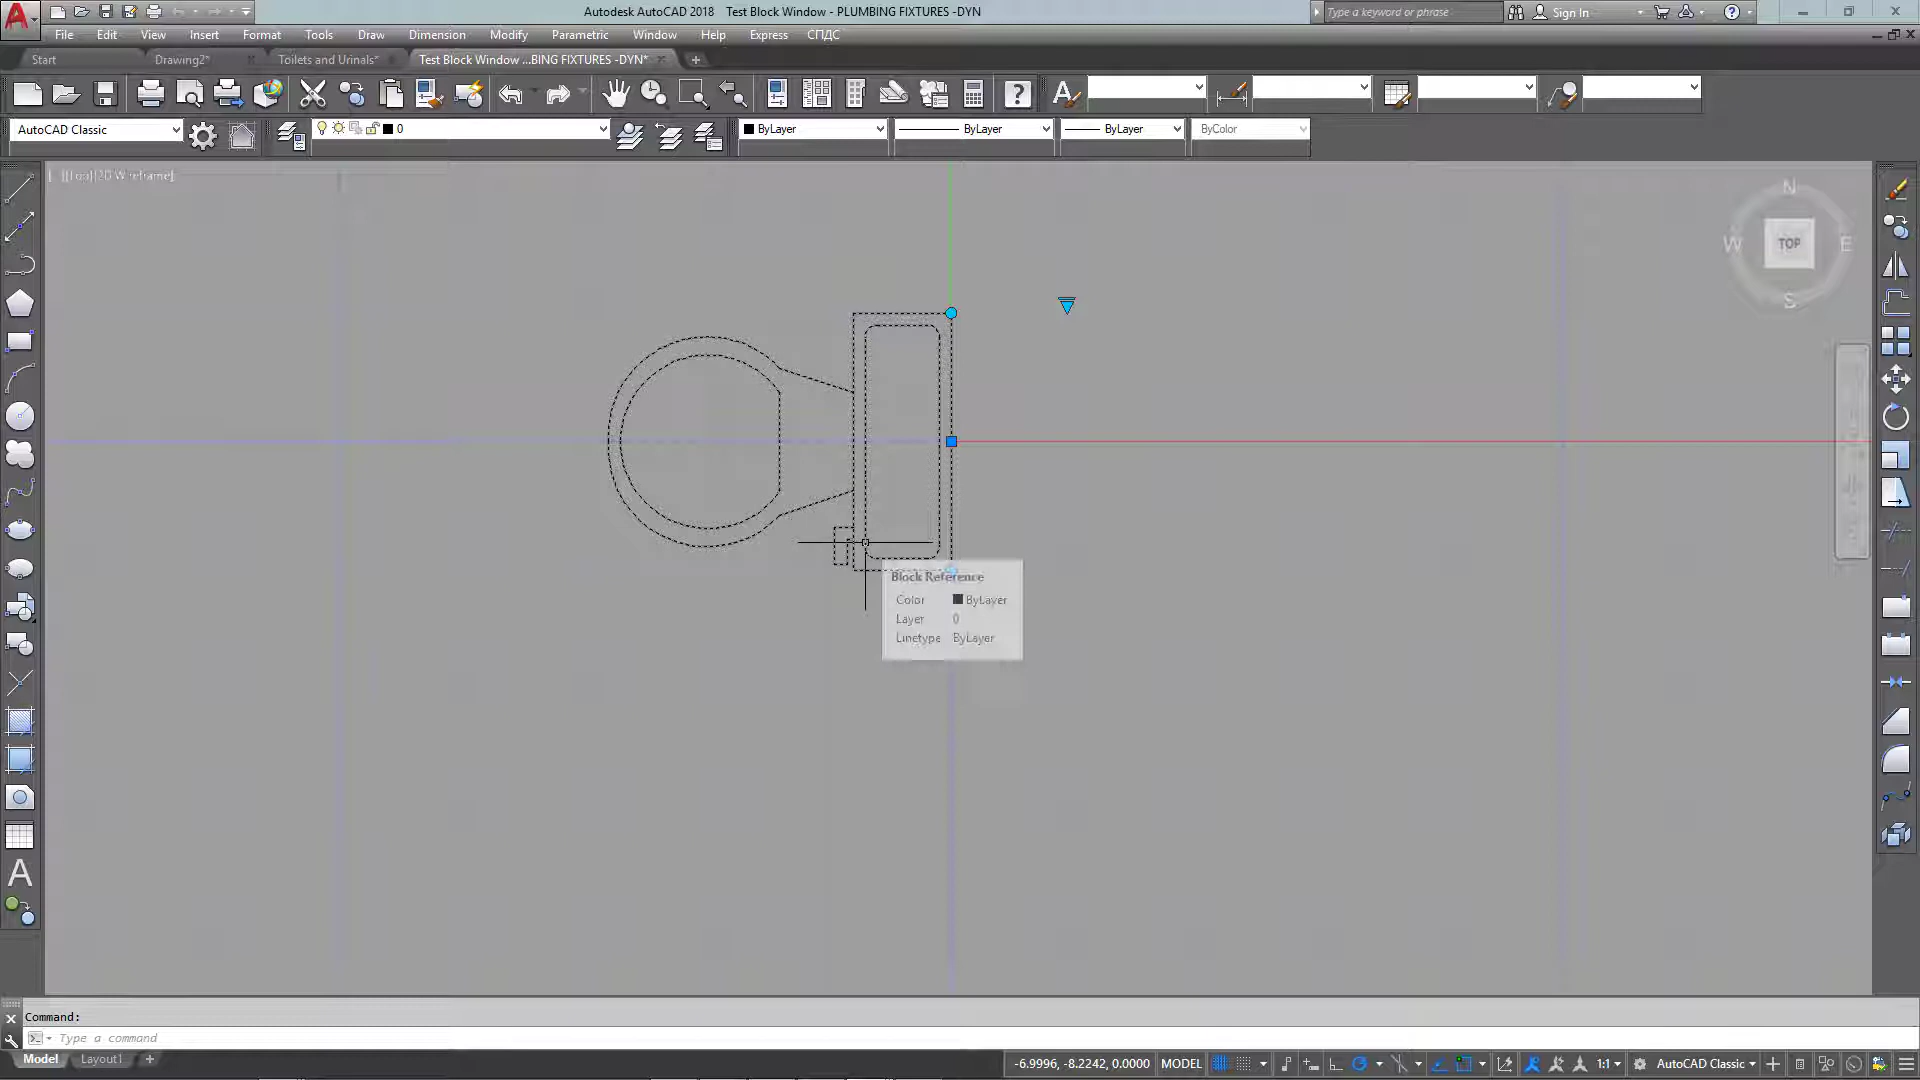 Autodesk AutoCAD 2018 Test Block Window - PLUMBING FIXTURES -DYN
Type a keyword or phrase
Sign In
File Edit View Insert Format Tools Draw Dimension Modify Parametric Window Help Express СПДС
Start Drawing2* Toilets and Urinals* Test Block Window ...BING FIXTURES -DYN*
AutoCAD Classic 0 ByLayer ByLayer ByLayer ByColor
[Top][2D Wireframe]
N
W TOP E
S
Block Reference
Color ByLayer
Layer 0
Linetype ByLayer
Command:
Type a command
Model Layout1 +
-6.9996, -8.2242, 0.0000 MODEL 1:1 AutoCAD Classic